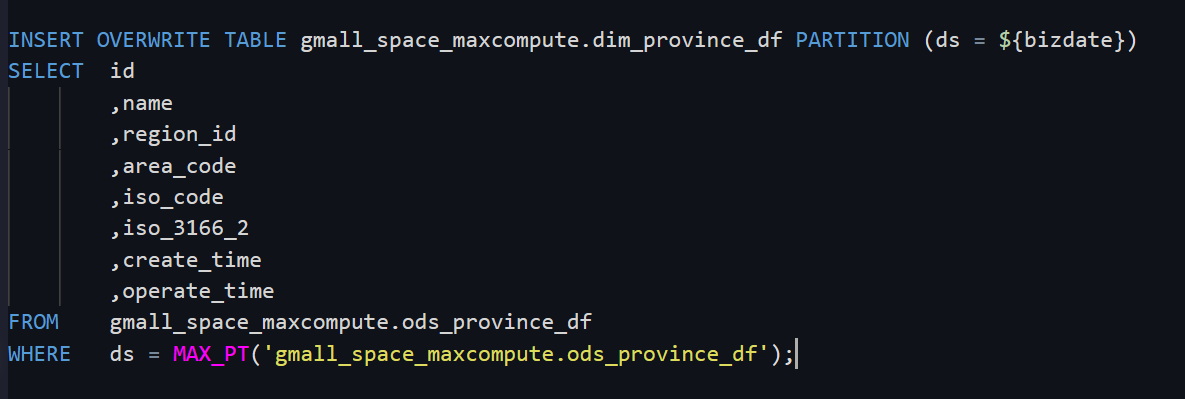 INSERT OVERWRITE TABLE gmall_space_maxcompute.dim_province_df PARTITION (ds = ${bizdate})
SELECT  id
        ,name
        ,region_id
        ,area_code
        ,iso_code
        ,iso_3166_2
        ,create_time
        ,operate_time
FROM    gmall_space_maxcompute.ods_province_df
WHERE   ds = MAX_PT('gmall_space_maxcompute.ods_province_df');